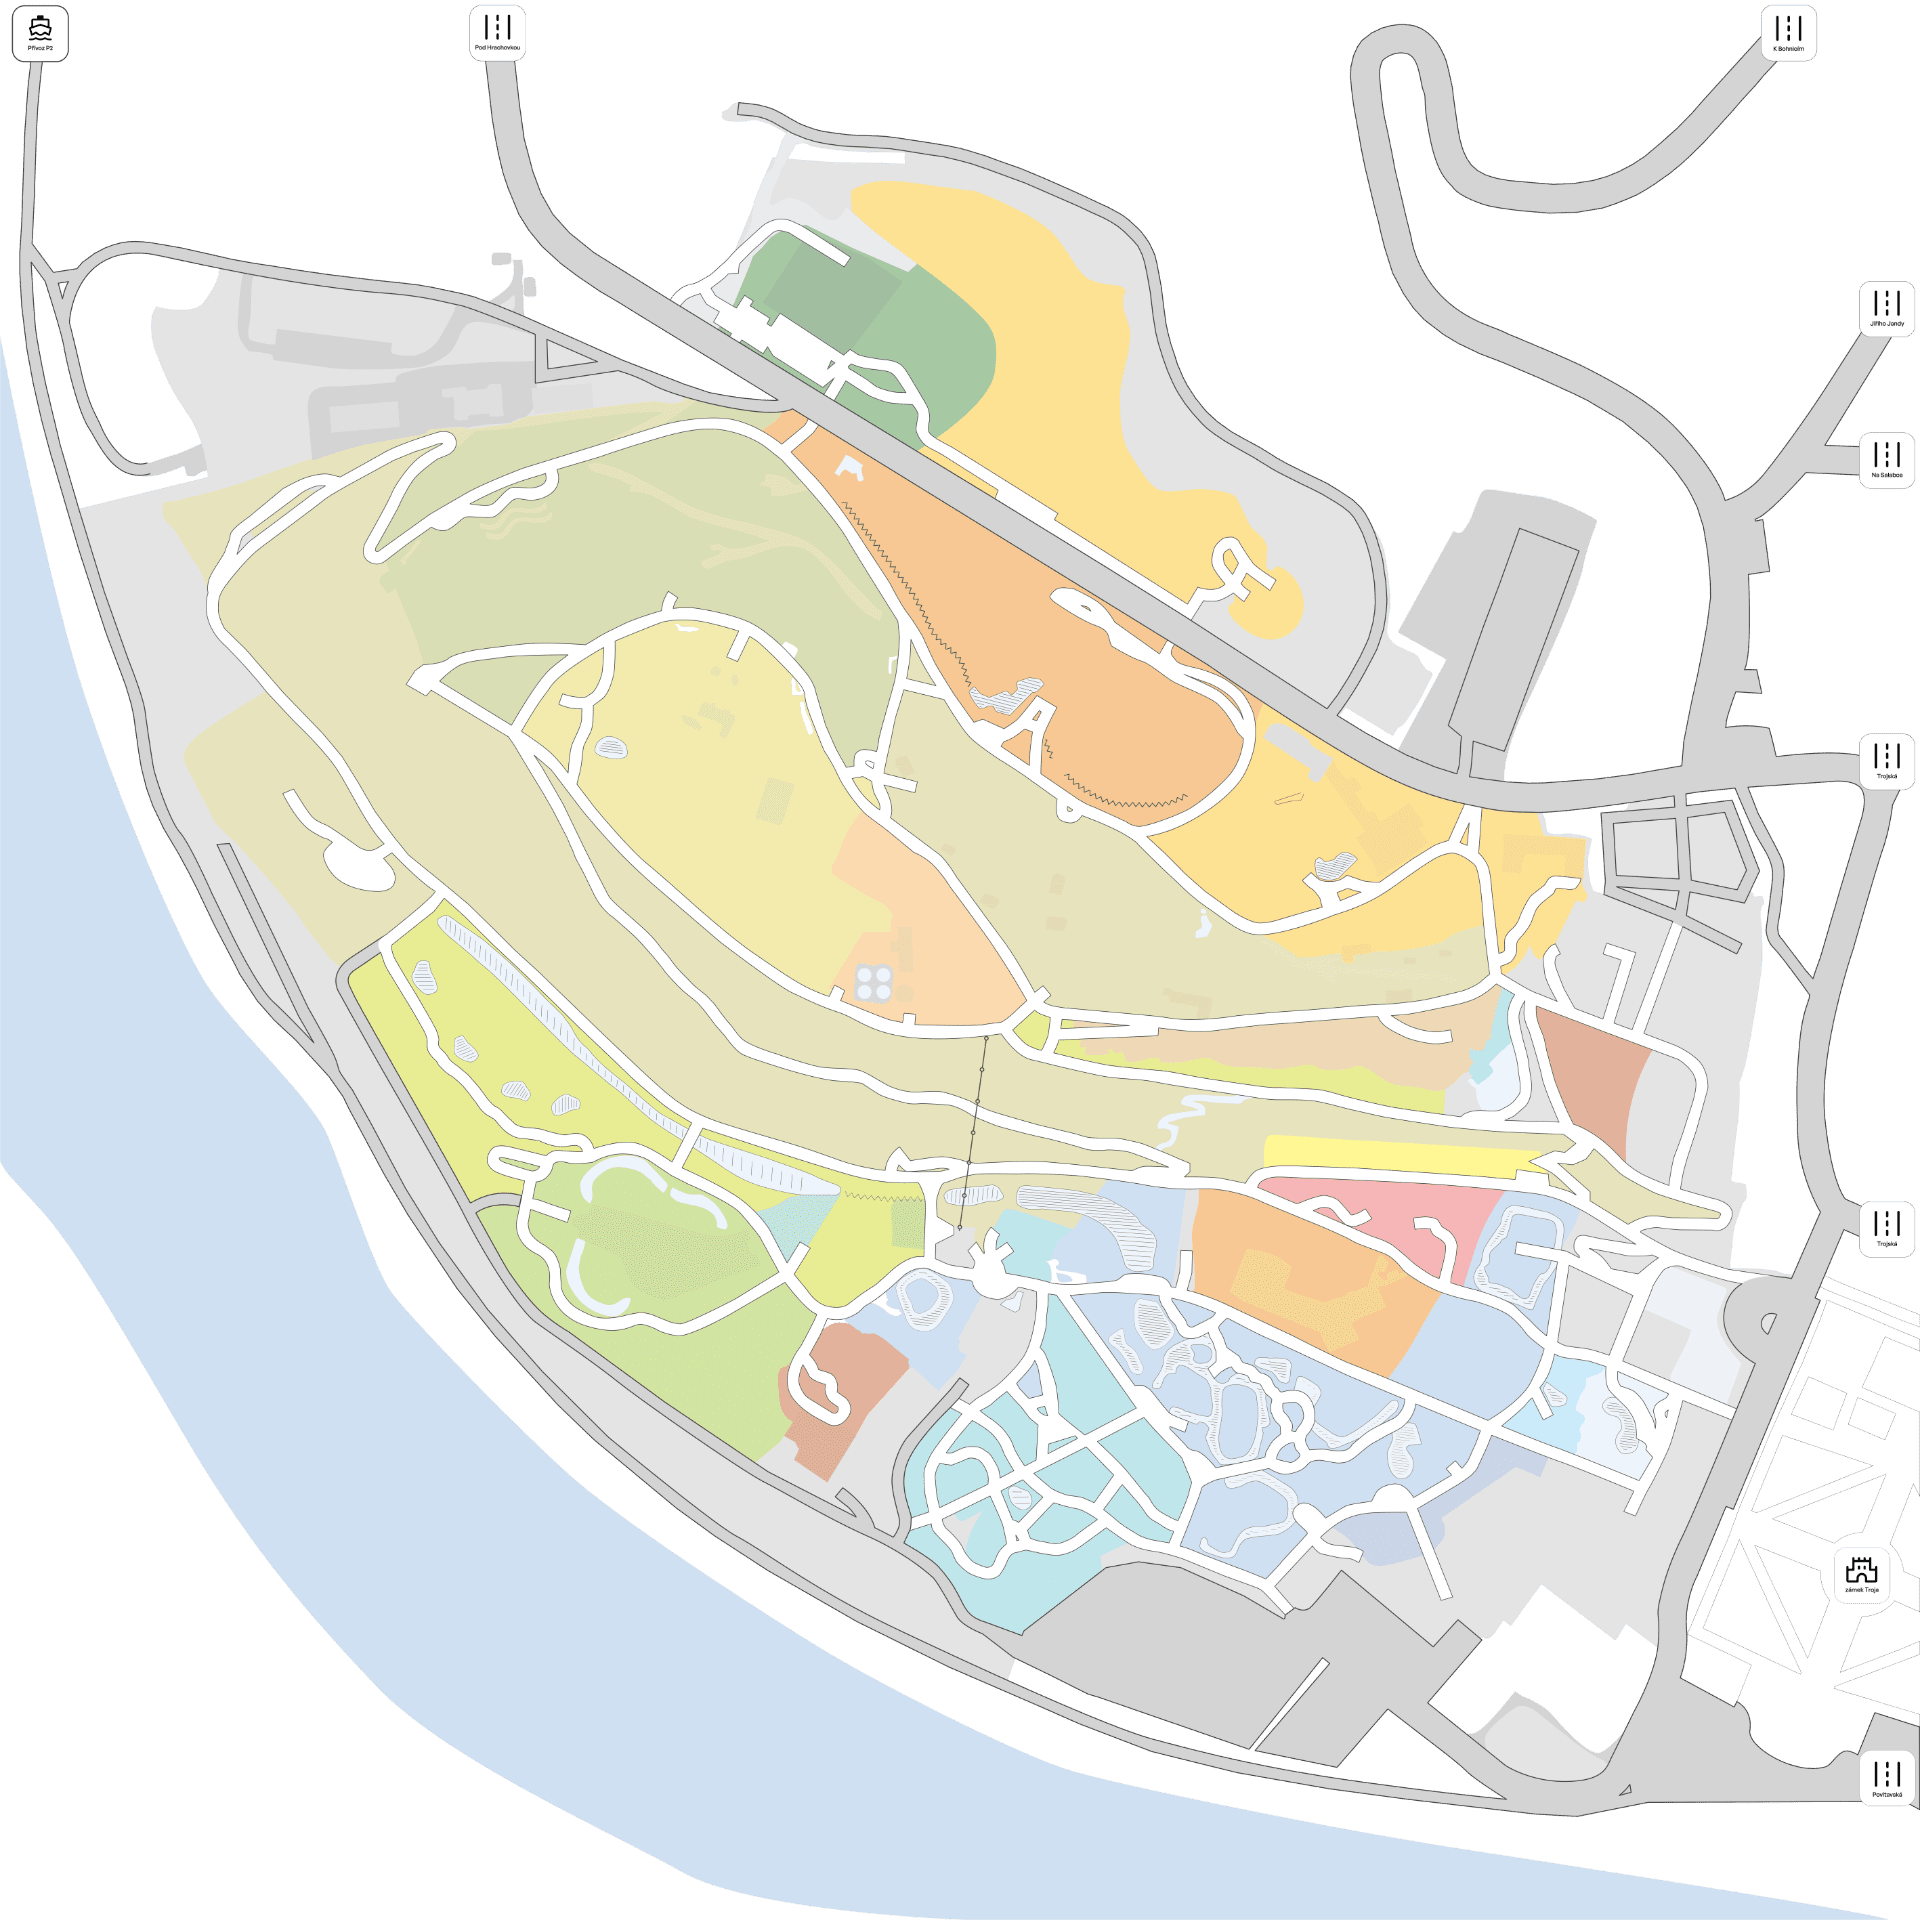 Přívoz P2
Pod Hrachovkou
K Bohnicím
Jiřího Jandy
Na Salabce
Trojská
Trojská
zámek Troja
Povltavská